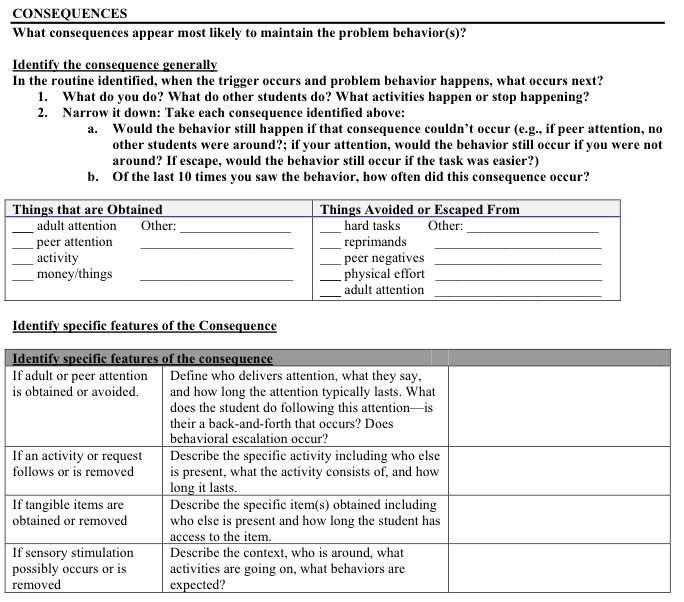 CONSEQUENCES
What consequences appear most likely to maintain the problem behavior(s)?
Identify the consequence generally
In the routine identified, when the trigger occurs and problem behavior happens, what occurs next?
1. What do you do? What do other students do? What activities happen or stop happening?
2. Narrow it down: Take each consequence identified above:
a. Would the behavior still happen if that consequence couldn't occur (e.g., if peer attention, no
other students were around?; if your attention, would the behavior still occur if you were not
around? If escape, would the behavior still occur if the task was easier?)
b. Of the last 10 times you saw the behavior, how often did this consequence occur?
Things that are Obtained
___ adult attention Other: ________________
___ peer attention ______________________
___ activity
___ money/things ______________________
Things Avoided or Escaped From
___ hard tasks Other: ___________________
___ reprimands ________________________
___ peer negatives ________________________
___ physical effort ________________________
___ adult attention ________________________
Identify specific features of the Consequence
Identify specific features of the consequence
If adult or peer attention
is obtained or avoided.
Define who delivers attention, what they say,
and how long the attention typically lasts. What
does the student do following this attention—is
their a back-and-forth that occurs? Does
behavioral escalation occur?
If an activity or request
follows or is removed
Describe the specific activity including who else
is present, what the activity consists of, and how
long it lasts.
If tangible items are
obtained or removed
Describe the specific item(s) obtained including
who else is present and how long the student has
access to the item.
If sensory stimulation
possibly occurs or is
removed
Describe the context, who is around, what
activities are going on, what behaviors are
expected?